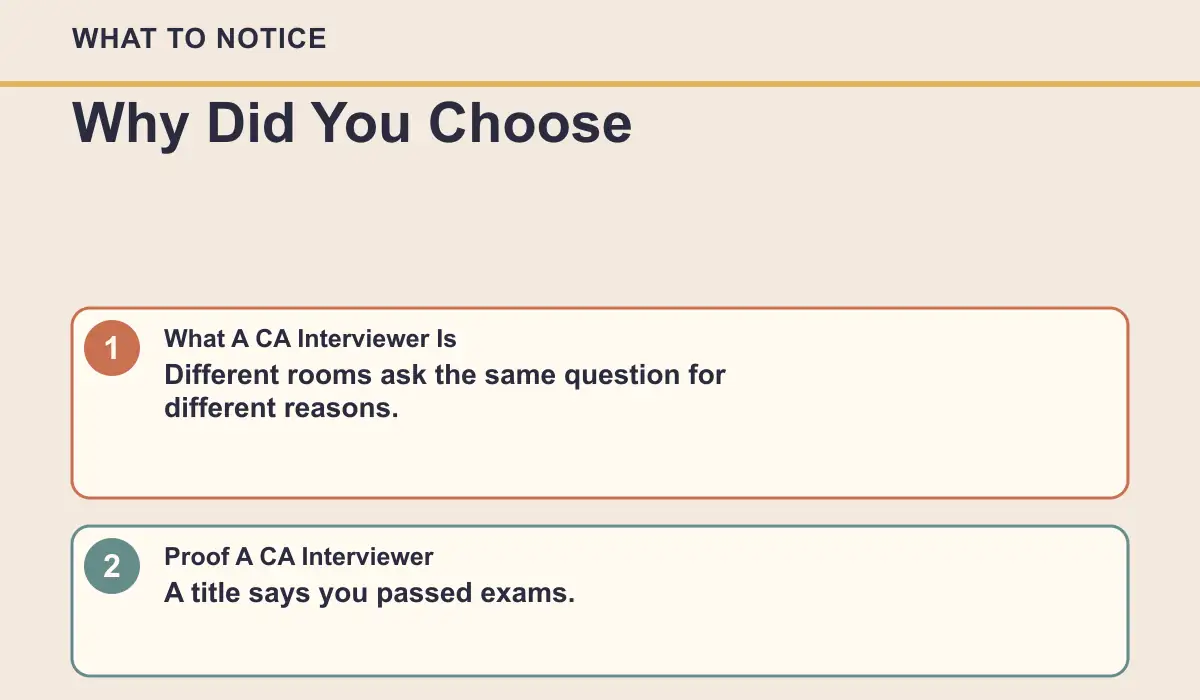 WHAT TO NOTICE
Why Did You Choose
1
What A CA Interviewer Is
Different rooms ask the same question for
different reasons.
2
Proof A CA Interviewer
A title says you passed exams.